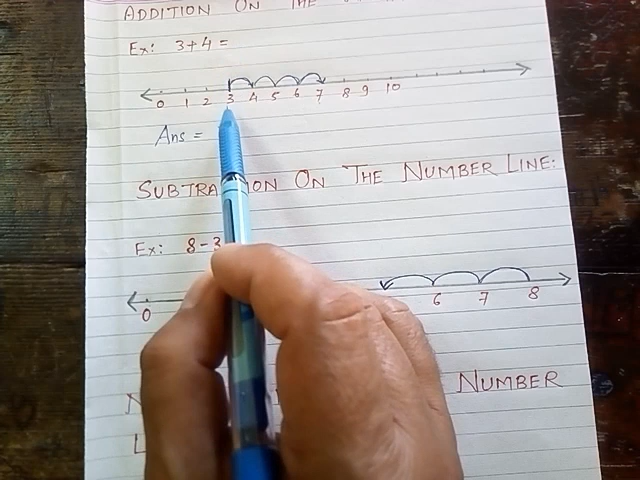 ADDITION ON THE
Ex: 3+4=
0 1 2 3 4 5 6 7 8 9 10
Ans =
SUBTRA ON ON THE NUMBER LINE:
Ex: 8-3
0 6 7 8
NUMBER
L